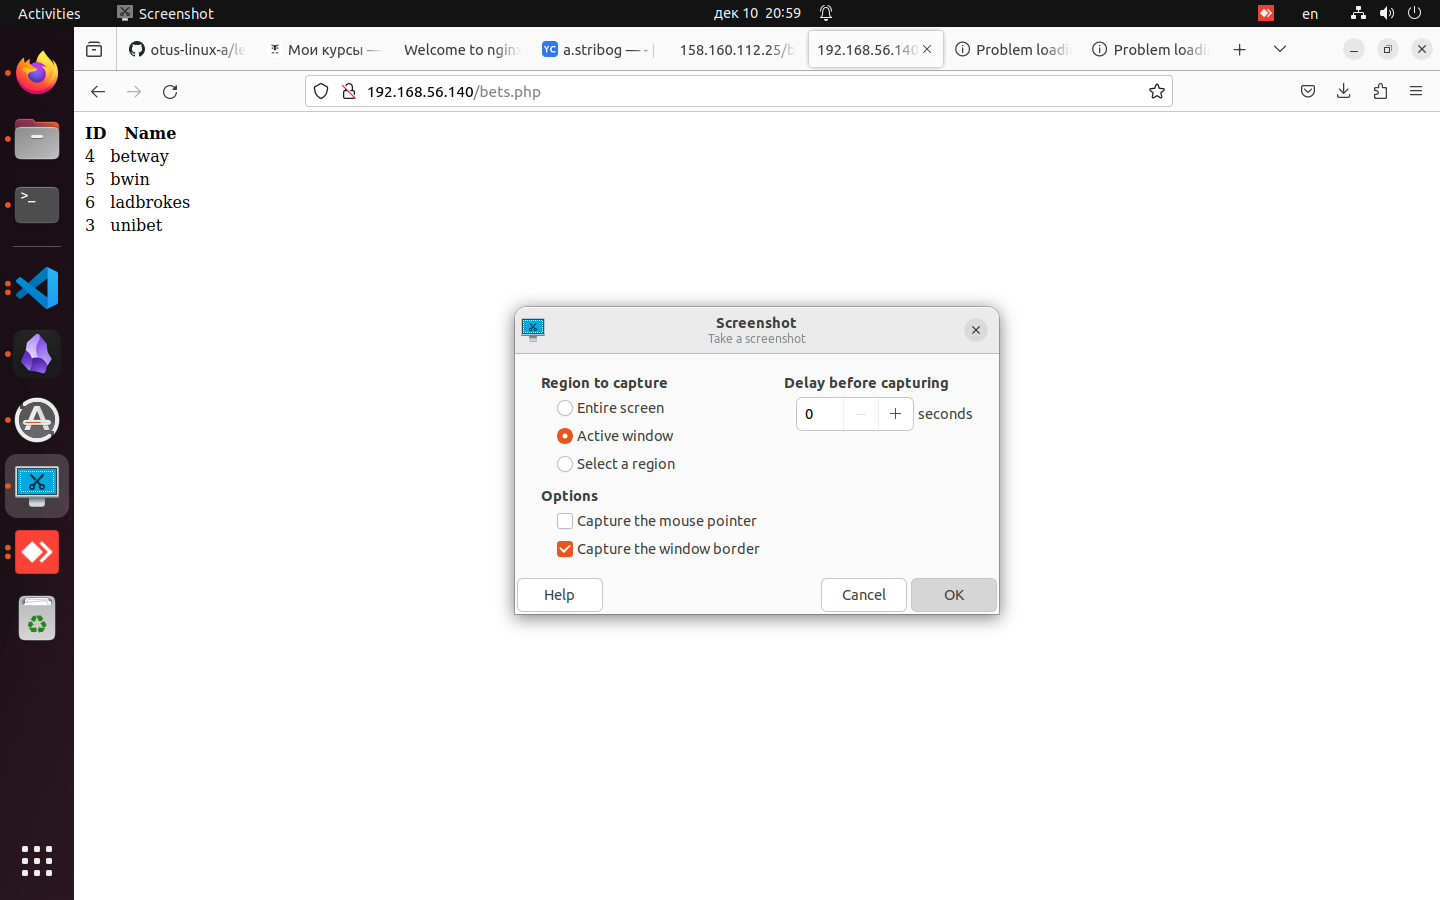 Activities Screenshot дек 10 20:59 en
otus-linux-a/le Мои курсы — Welcome to nginx YC a.stribog — - | 158.160.112.25/b 192.168.56.140 Problem loadi Problem loadi
192.168.56.140/bets.php
ID Name
4 betway
5 bwin
6 ladbrokes
3 unibet
Screenshot
Take a screenshot
Region to capture Delay before capturing
Entire screen 0 seconds
Active window
Select a region
Options
Capture the mouse pointer
Capture the window border
Help Cancel OK